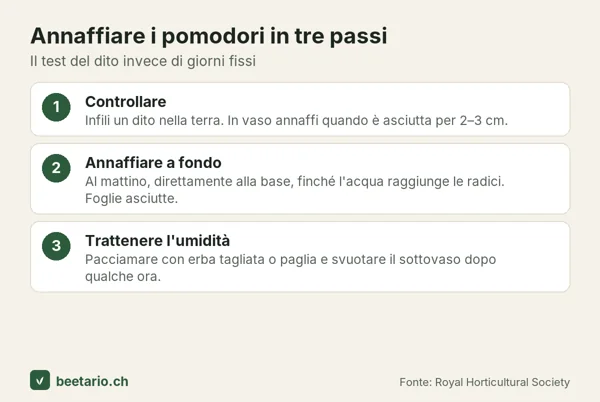 Annaffiare i pomodori in tre passi
Il test del dito invece di giorni fissi
1
Controllare
Infili un dito nella terra. In vaso annaffi quando è asciutta per 2–3 cm.
2
Annaffiare a fondo
Al mattino, direttamente alla base, finché l'acqua raggiunge le radici.
Foglie asciutte.
3
Trattenere l'umidità
Pacciamare con erba tagliata o paglia e svuotare il sottovaso dopo
qualche ora.
beetario.ch
Fonte: Royal Horticultural Society